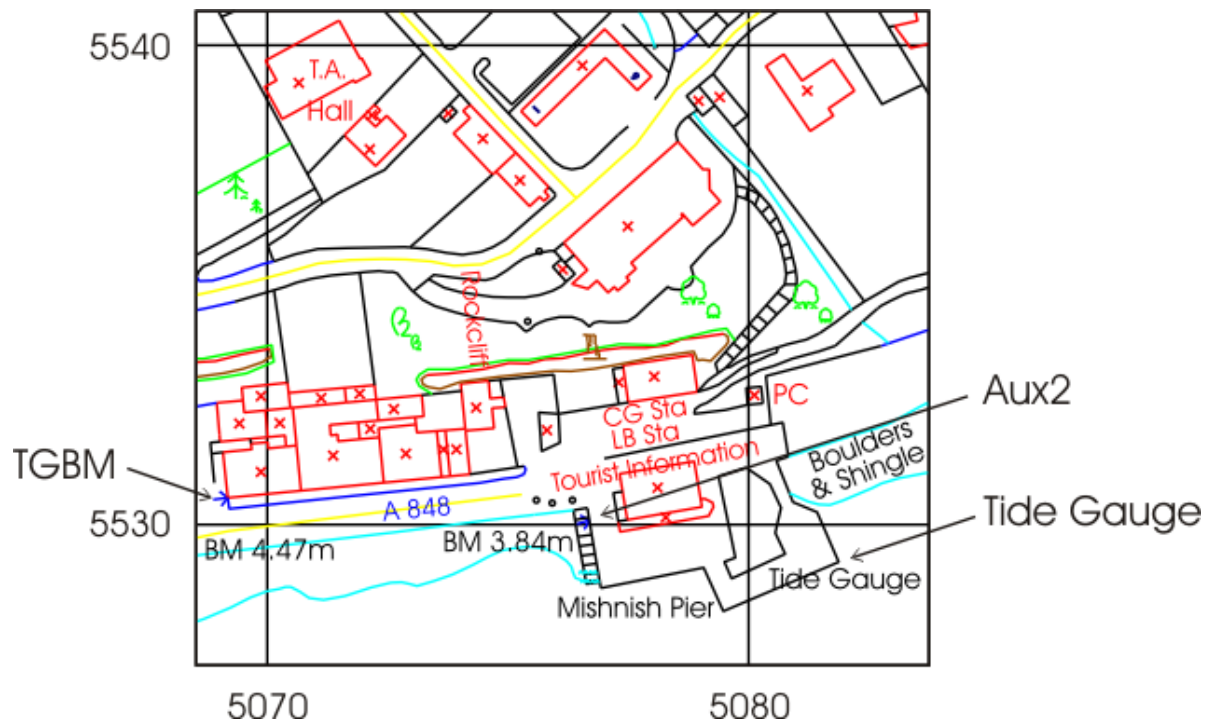 5540
T.A.
Hall
Rockcliff
PC
CG Sta
LB Sta
Aux2
Tourist Information
Boulders
& Shingle
TGBM
A 848
Tide Gauge
5530
BM 4.47m
BM 3.84m
Tide Gauge
Mishnish Pier
5070
5080